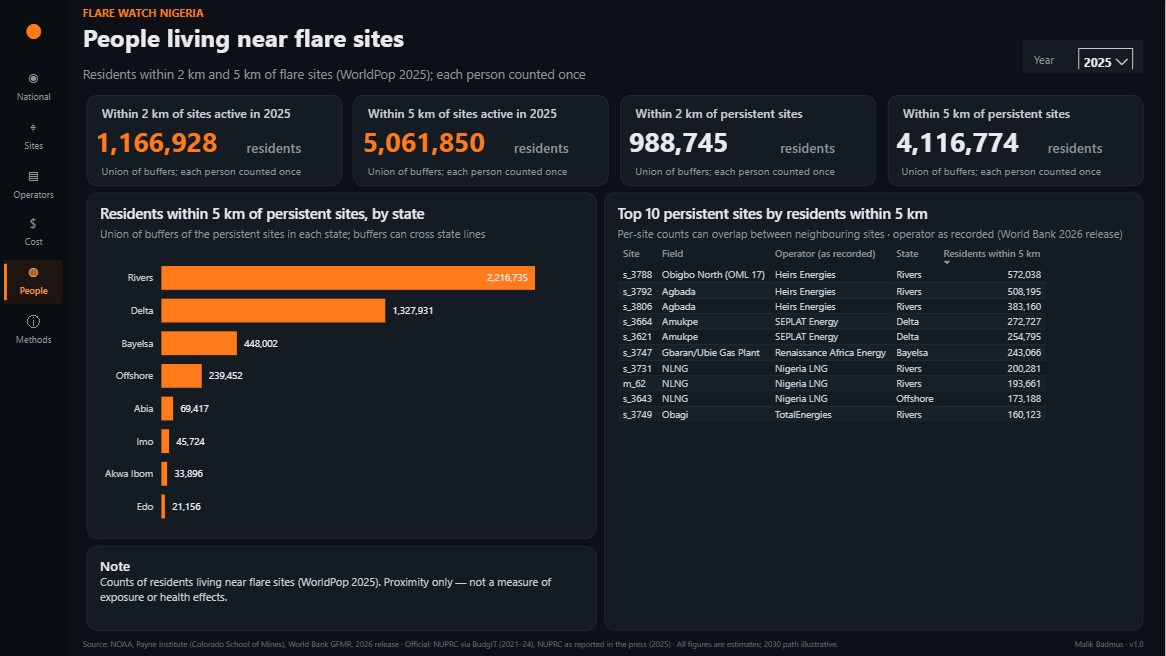 FLARE WATCH NIGERIA
People living near flare sites
Residents within 2 km and 5 km of flare sites (WorldPop 2025); each person counted once
Year 2025
National
Sites
Operators
$
Cost
People
Methods
Within 2 km of sites active in 2025
1,166,928 residents
Union of buffers; each person counted once
Within 5 km of sites active in 2025
5,061,850 residents
Union of buffers; each person counted once
Within 2 km of persistent sites
988,745 residents
Union of buffers; each person counted once
Within 5 km of persistent sites
4,116,774 residents
Union of buffers; each person counted once
Residents within 5 km of persistent sites, by state
Union of buffers of the persistent sites in each state; buffers can cross state lines
Rivers 2,216,735
Delta 1,327,931
Bayelsa 448,002
Offshore 239,452
Abia 69,417
Imo 45,724
Akwa Ibom 33,896
Edo 21,156
Note
Counts of residents living near flare sites (WorldPop 2025). Proximity only — not a measure of
exposure or health effects.
Top 10 persistent sites by residents within 5 km
Per-site counts can overlap between neighbouring sites · operator as recorded (World Bank 2026 release)
Site Field Operator (as recorded) State Residents within 5 km
s_3788 Obigbo North (OML 17) Heirs Energies Rivers 572,038
s_3792 Agbada Heirs Energies Rivers 508,195
s_3806 Agbada Heirs Energies Rivers 383,160
s_3664 Amukpe SEPLAT Energy Delta 272,727
s_3621 Amukpe SEPLAT Energy Delta 254,795
s_3747 Gbaran/Ubie Gas Plant Renaissance Africa Energy Bayelsa 243,066
s_3731 NLNG Nigeria LNG Rivers 200,281
m_62 NLNG Nigeria LNG Rivers 193,661
s_3643 NLNG Nigeria LNG Offshore 173,188
s_3749 Obagi TotalEnergies Rivers 160,123
Source: NOAA, Payne Institute (Colorado School of Mines), World Bank GFMR, 2026 release · Official: NUPRC via BudgIT (2021–24), NUPRC as reported in the press (2025) · All figures are estimates; 2030 path illustrative.
Malik Badmus · v1.0